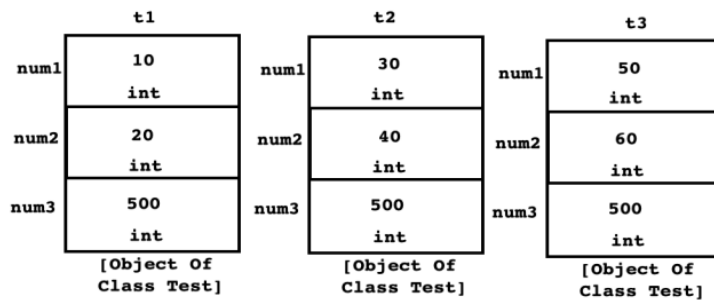 t1
num1
10
int
num2
20
int
num3
500
int
[Object Of
Class Test]
t2
num1
30
int
num2
40
int
num3
500
int
[Object Of
Class Test]
t3
num1
50
int
num2
60
int
num3
500
int
[Object Of
Class Test]